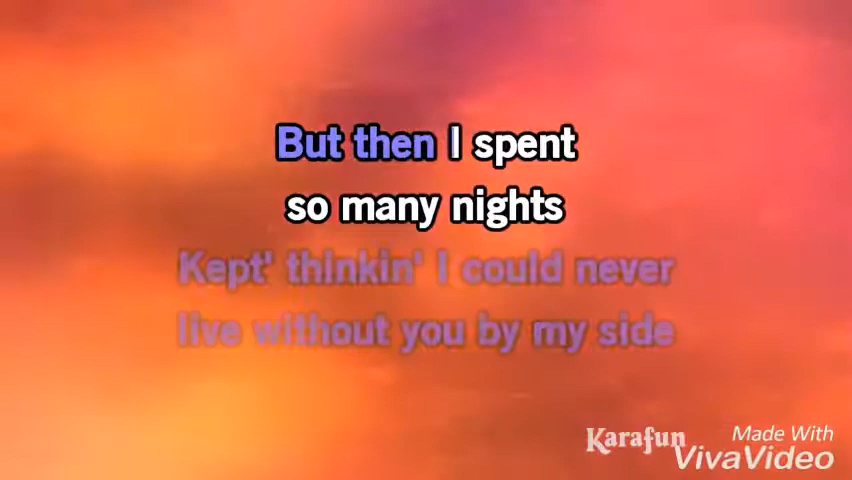 But then I spent
so many nights
Kept' thinkin' I could never
live without you by my side
Karafun
Made With
VivaVideo